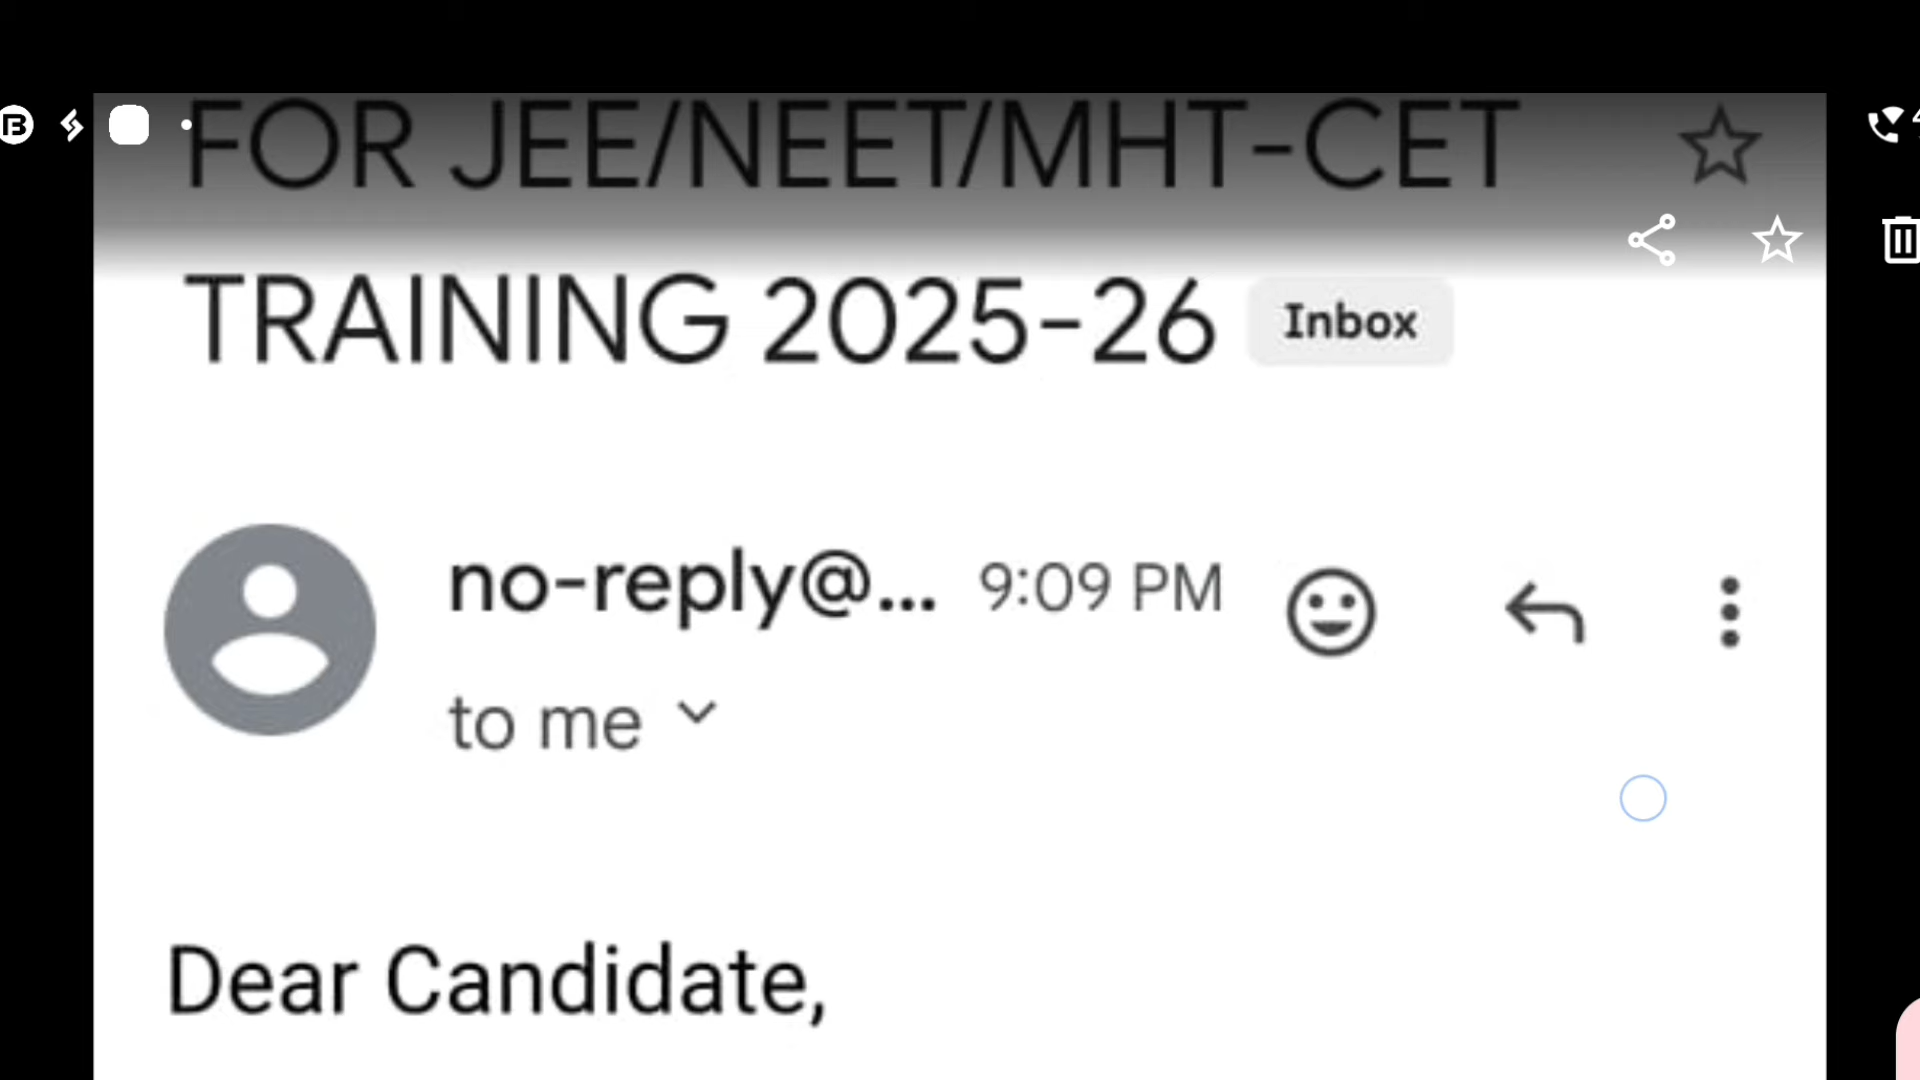 FOR JEE/NEET/MHT-CET
TRAINING 2025-26 Inbox
no-reply@... 9:09 PM
to me
Dear Candidate,